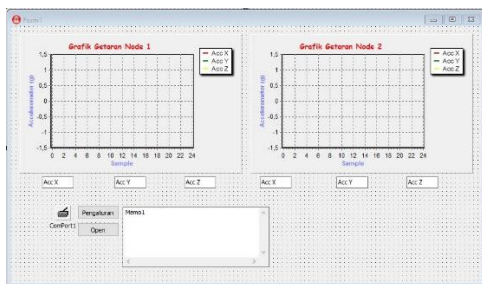 Form1
Grafik Getaran Node 1
Acc X
Acc Y
Acc Z
1,5
1
0,5
0
-0,5
-1
-1,5
Accelerometer (g)
0 2 4 6 8 10 12 14 16 18 20 22 24
Sample
Grafik Getaran Node 2
Acc X
Acc Y
Acc Z
1,5
1
0,5
0
-0,5
-1
-1,5
Accelerometer (g)
0 2 4 6 8 10 12 14 16 18 20 22 24
Sample
Acc X Acc Y Acc Z Acc X Acc Y Acc Z
ComPort1
Pengaturan
Open
Memo1